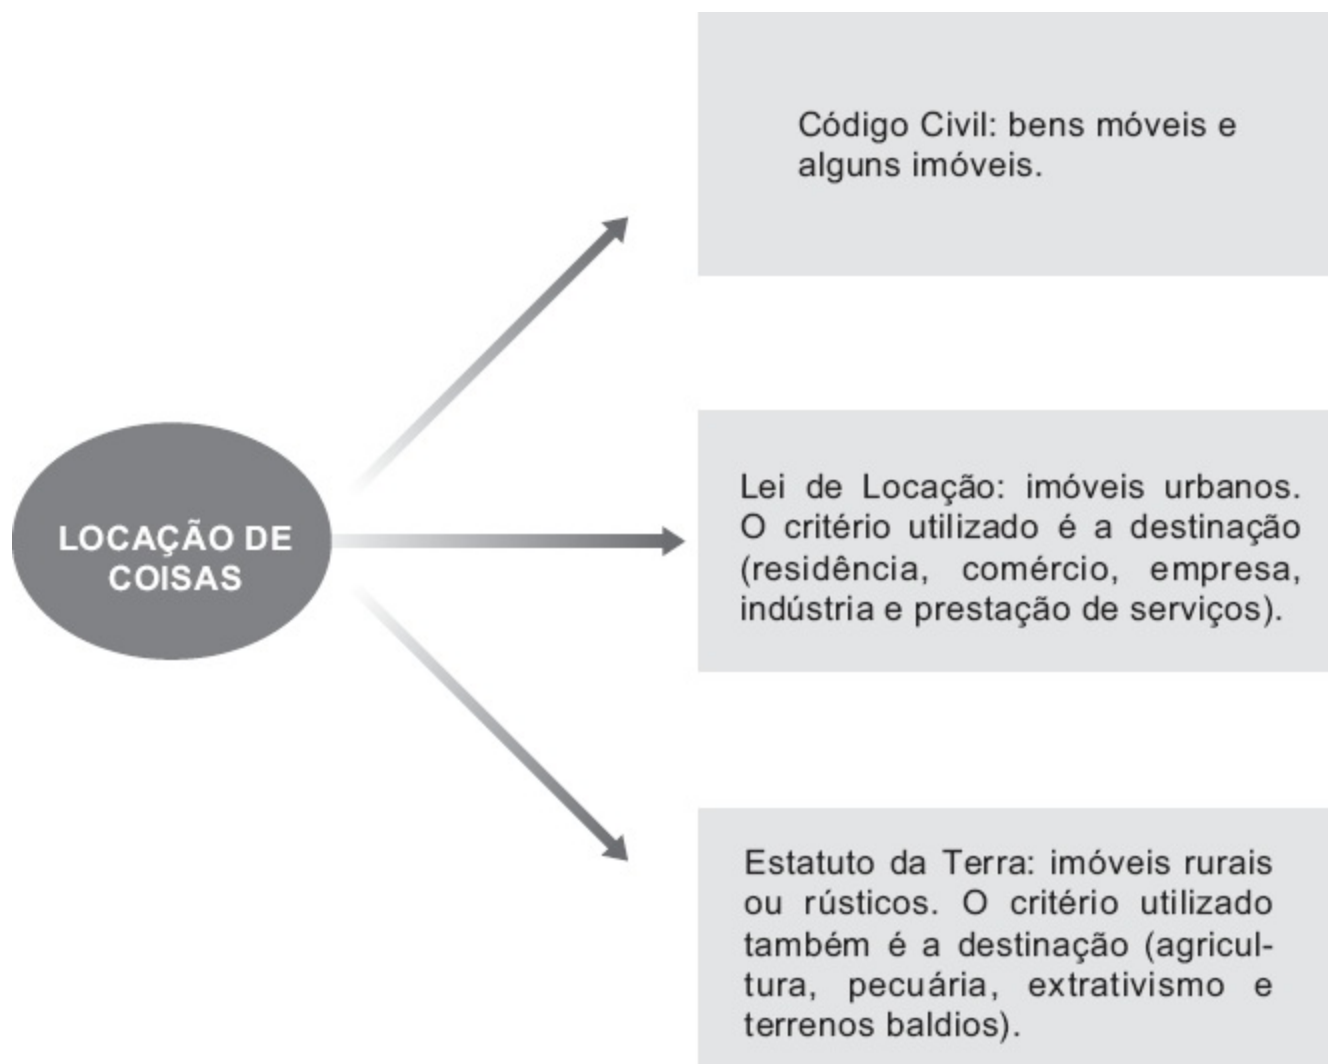 LOCAÇÃO DE
COISAS
Código Civil: bens móveis e
alguns imóveis.
Lei de Locação: imóveis urbanos.
O critério utilizado é a destinação
(residência, comércio, empresa,
indústria e prestação de serviços).
Estatuto da Terra: imóveis rurais
ou rústicos. O critério utilizado
também é a destinação (agricul-
tura, pecuária, extrativismo e
terrenos baldios).